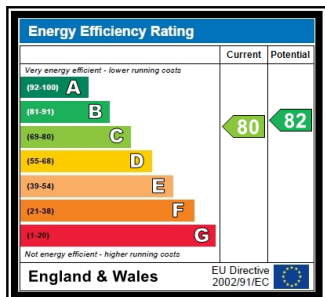 Energy Efficiency Rating
Current Potential
Very energy efficient - lower running costs
(92-100) A
(81-91) B
(69-80) C
(55-68) D
(39-54) E
(21-38) F
(1-20) G
80
82
Not energy efficient - higher running costs
England & Wales
EU Directive
2002/91/EC